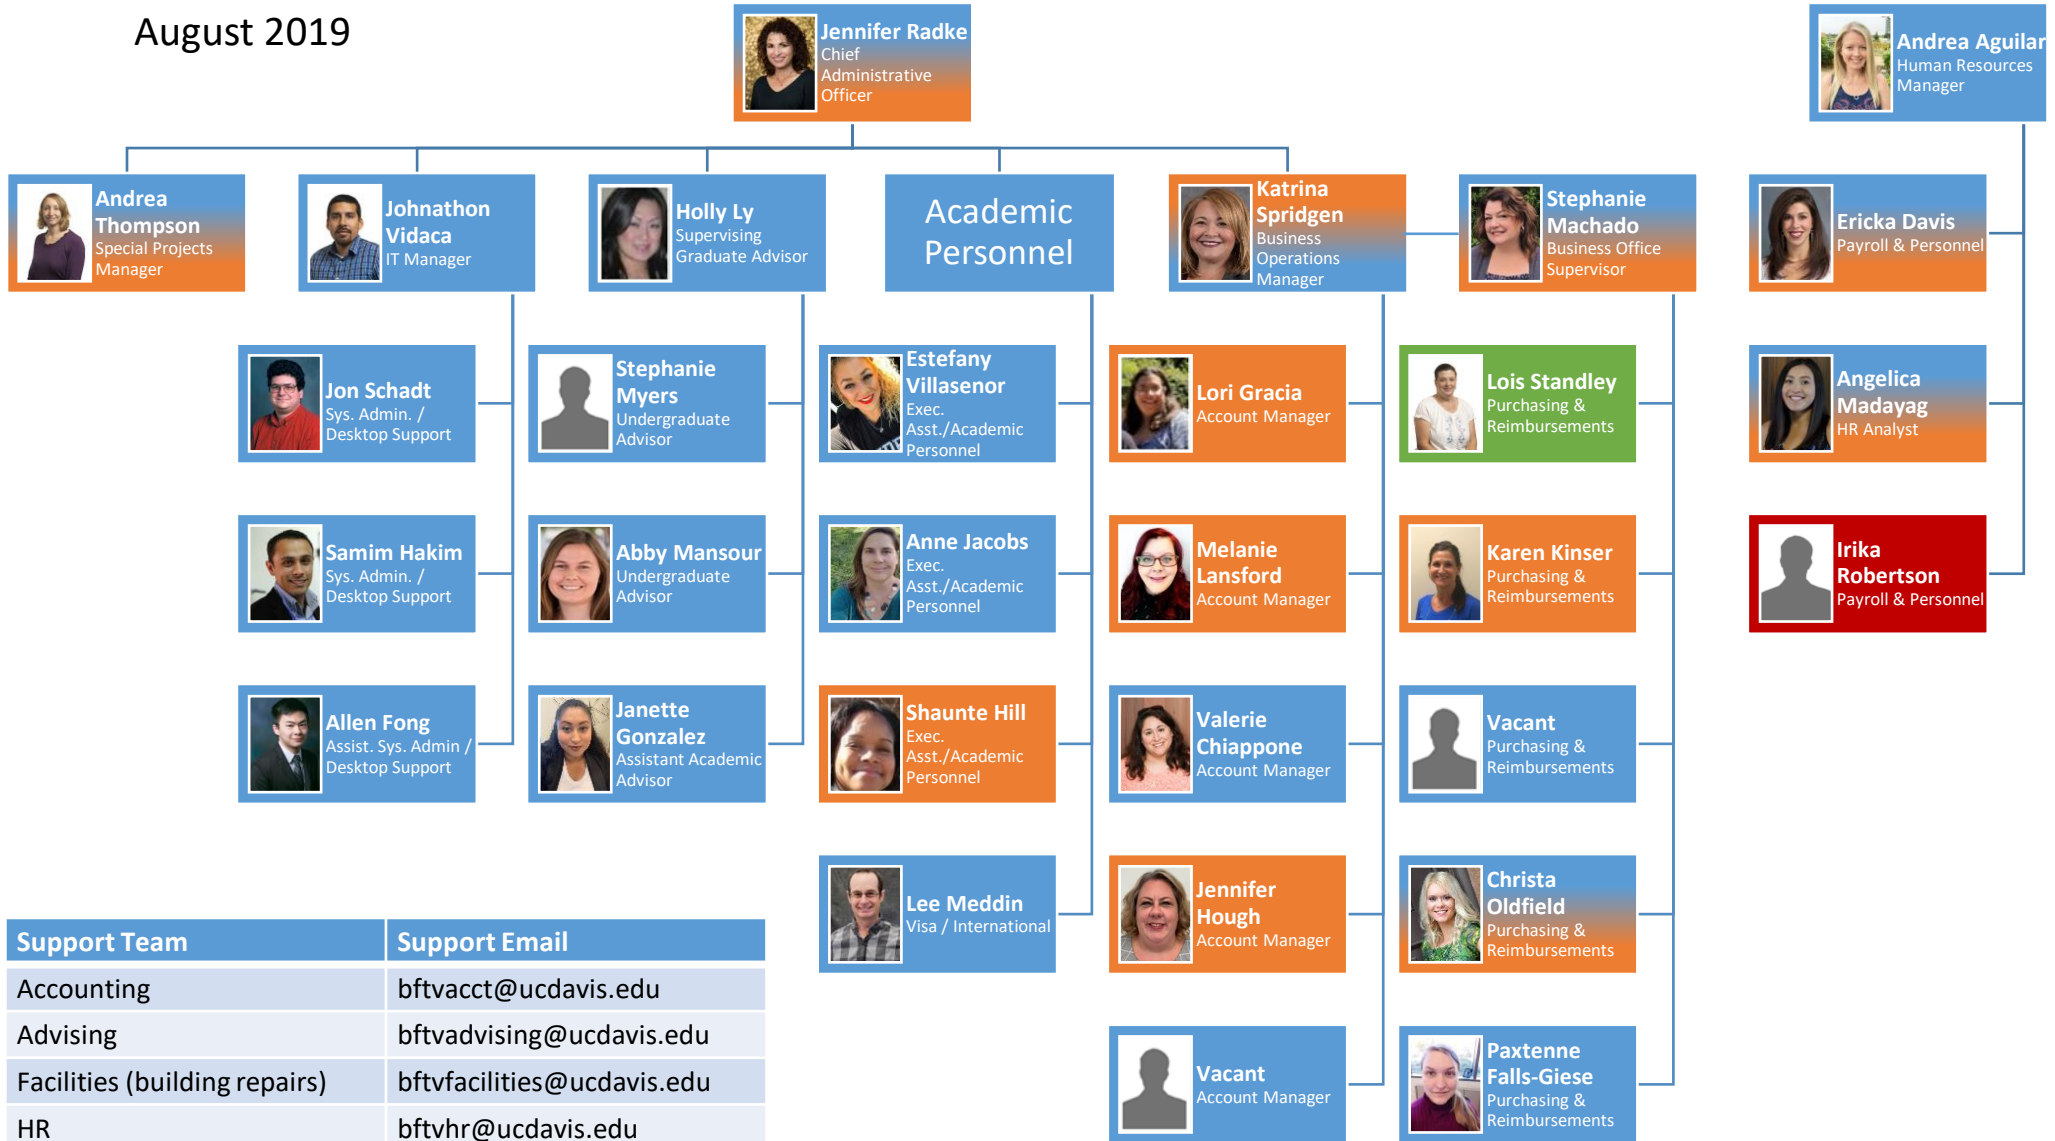 August 2019
Jennifer Radke
Chief
Administrative
Officer
Andrea Aguilar
Human Resources
Manager
Andrea
Thompson
Special Projects
Manager
Johnathon
Vidaca
IT Manager
Holly Ly
Supervising
Graduate Advisor
Academic
Personnel
Katrina
Spridgen
Business
Operations
Manager
Stephanie
Machado
Business Office
Supervisor
Ericka Davis
Payroll & Personnel
Jon Schadt
Sys. Admin. /
Desktop Support
Stephanie
Myers
Undergraduate
Advisor
Estefany
Villasenor
Exec.
Asst./Academic
Personnel
Lori Gracia
Account Manager
Lois Standley
Purchasing &
Reimbursements
Angelica
Madayag
HR Analyst
Samim Hakim
Sys. Admin. /
Desktop Support
Abby Mansour
Undergraduate
Advisor
Anne Jacobs
Exec.
Asst./Academic
Personnel
Melanie
Lansford
Account Manager
Karen Kinser
Purchasing &
Reimbursements
Irika
Robertson
Payroll & Personnel
Allen Fong
Assist. Sys. Admin /
Desktop Support
Janette
Gonzalez
Assistant Academic
Advisor
Shaunte Hill
Exec.
Asst./Academic
Personnel
Valerie
Chiappone
Account Manager
Vacant
Purchasing &
Reimbursements
Lee Meddin
Visa / International
Jennifer
Hough
Account Manager
Christa
Oldfield
Purchasing &
Reimbursements
Vacant
Account Manager
Paxtenne
Falls-Giese
Purchasing &
Reimbursements
Support Team Support Email
Accounting bftvacct@ucdavis.edu
Advising bftvadvising@ucdavis.edu
Facilities (building repairs) bftvfacilities@ucdavis.edu
HR bftvhr@ucdavis.edu